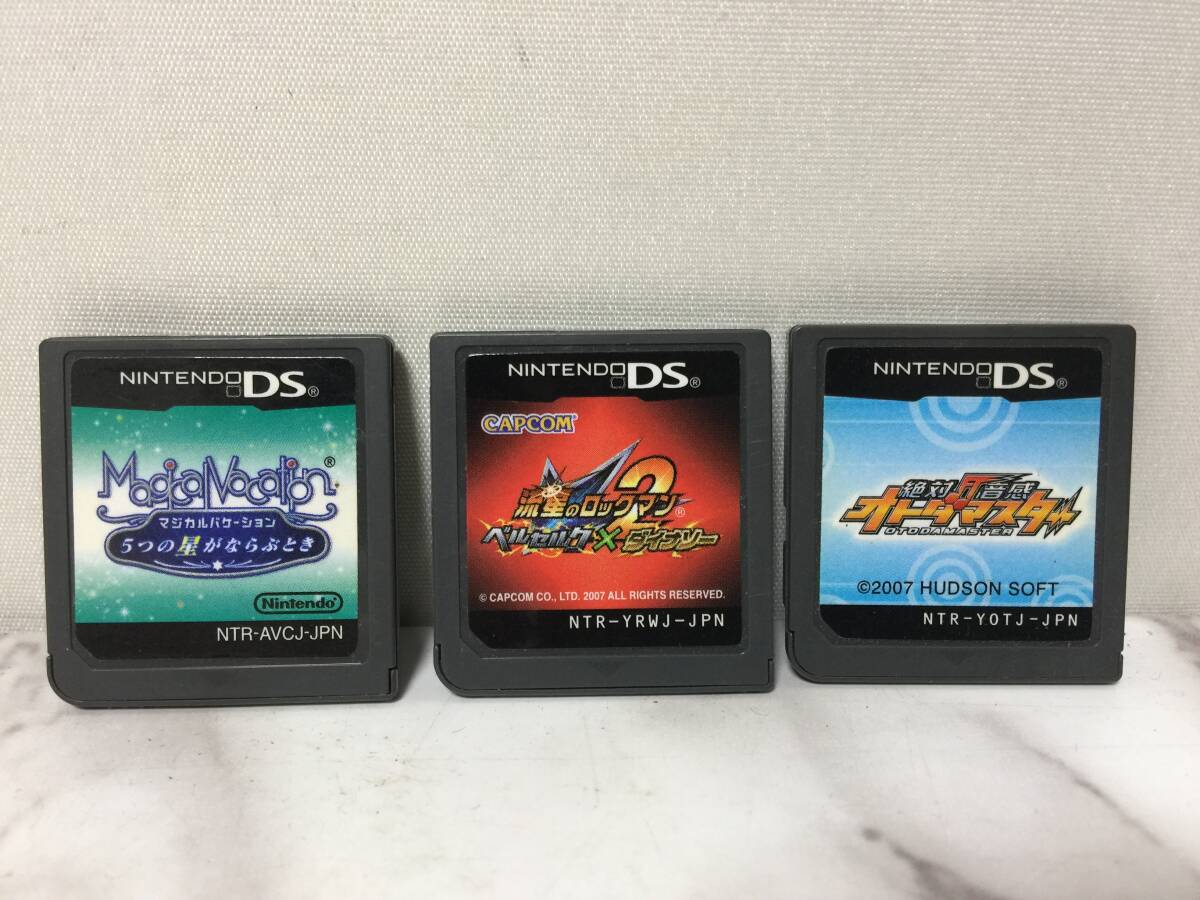 NINTENDO DS®
Magical Vacation®
マジカルバケーション
5つの星がならぶとき
Nintendo®
NTR-AVCJ-JPN
NINTENDO DS®
CAPCOM®
流星のロックマン®2
ベルセルク×ダイナソー
© CAPCOM CO., LTD. 2007 ALL RIGHTS RESERVED.
NTR-YRWJ-JPN
NINTENDO DS®
絶対音感
オトダマスター
OTODAMASTER
©2007 HUDSON SOFT
NTR-YOTJ-JPN